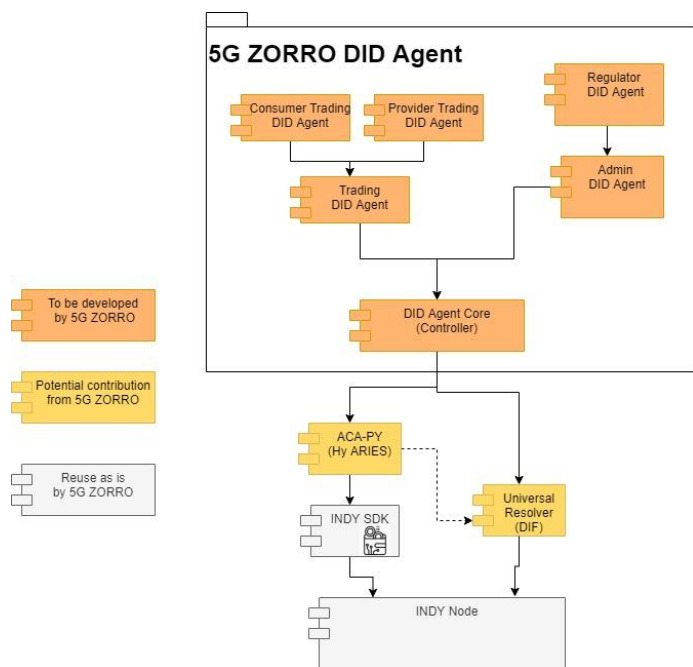 5G ZORRO DID Agent
Consumer Trading
DID Agent
Provider Trading
DID Agent
Regulator
DID Agent
Trading
DID Agent
Admin
DID Agent
DID Agent Core
(Controller)
To be developed
by 5G ZORRO
Potential contribution
from 5G ZORRO
Reuse as is
by 5G ZORRO
ACA-PY
(Hy ARIES)
INDY SDK
Universal
Resolver
(DIF)
INDY Node